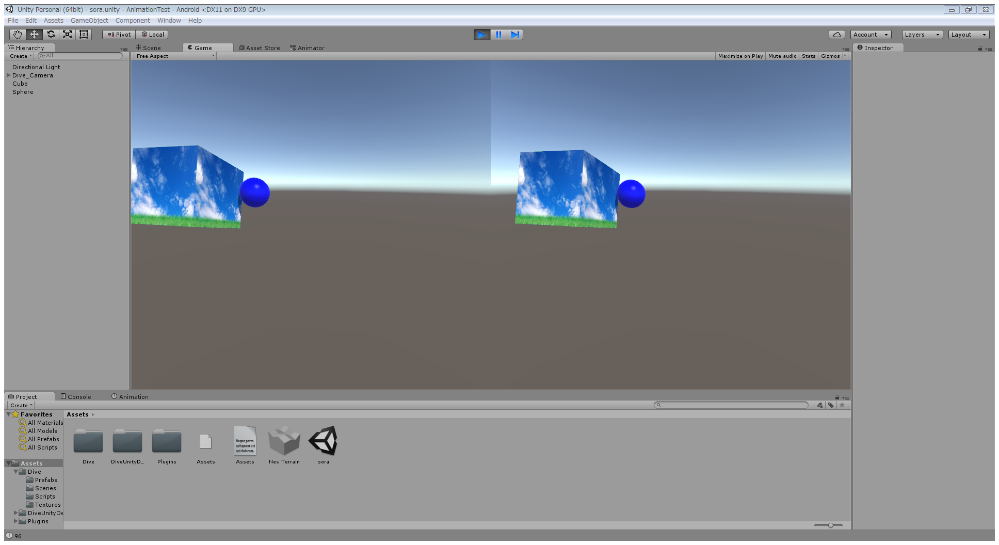 Unity Personal (64bit) - sora.unity - AnimationTest - Android <DX11 on DX9 GPU>
File Edit Assets GameObject Component Window Help
Pivot Local Account Layers Layout
Hierarchy Scene Game Asset Store Animator Inspector
Create All Free Aspect Maximize on Play Mute audio Stats Gizmos
Directional Light
Dive_Camera
Cube
Sphere
Project Console Animation
Create
Favorites
All Materials
All Models
All Prefabs
All Scripts
Assets
Dive
Prefabs
Scenes
Scripts
Textures
DiveUnityDe
Plugins
Assets
Neque porro
quisquam est
qui dolorem.
Dive DiveUnityD... Plugins Assets Assets New Terrain sora
96